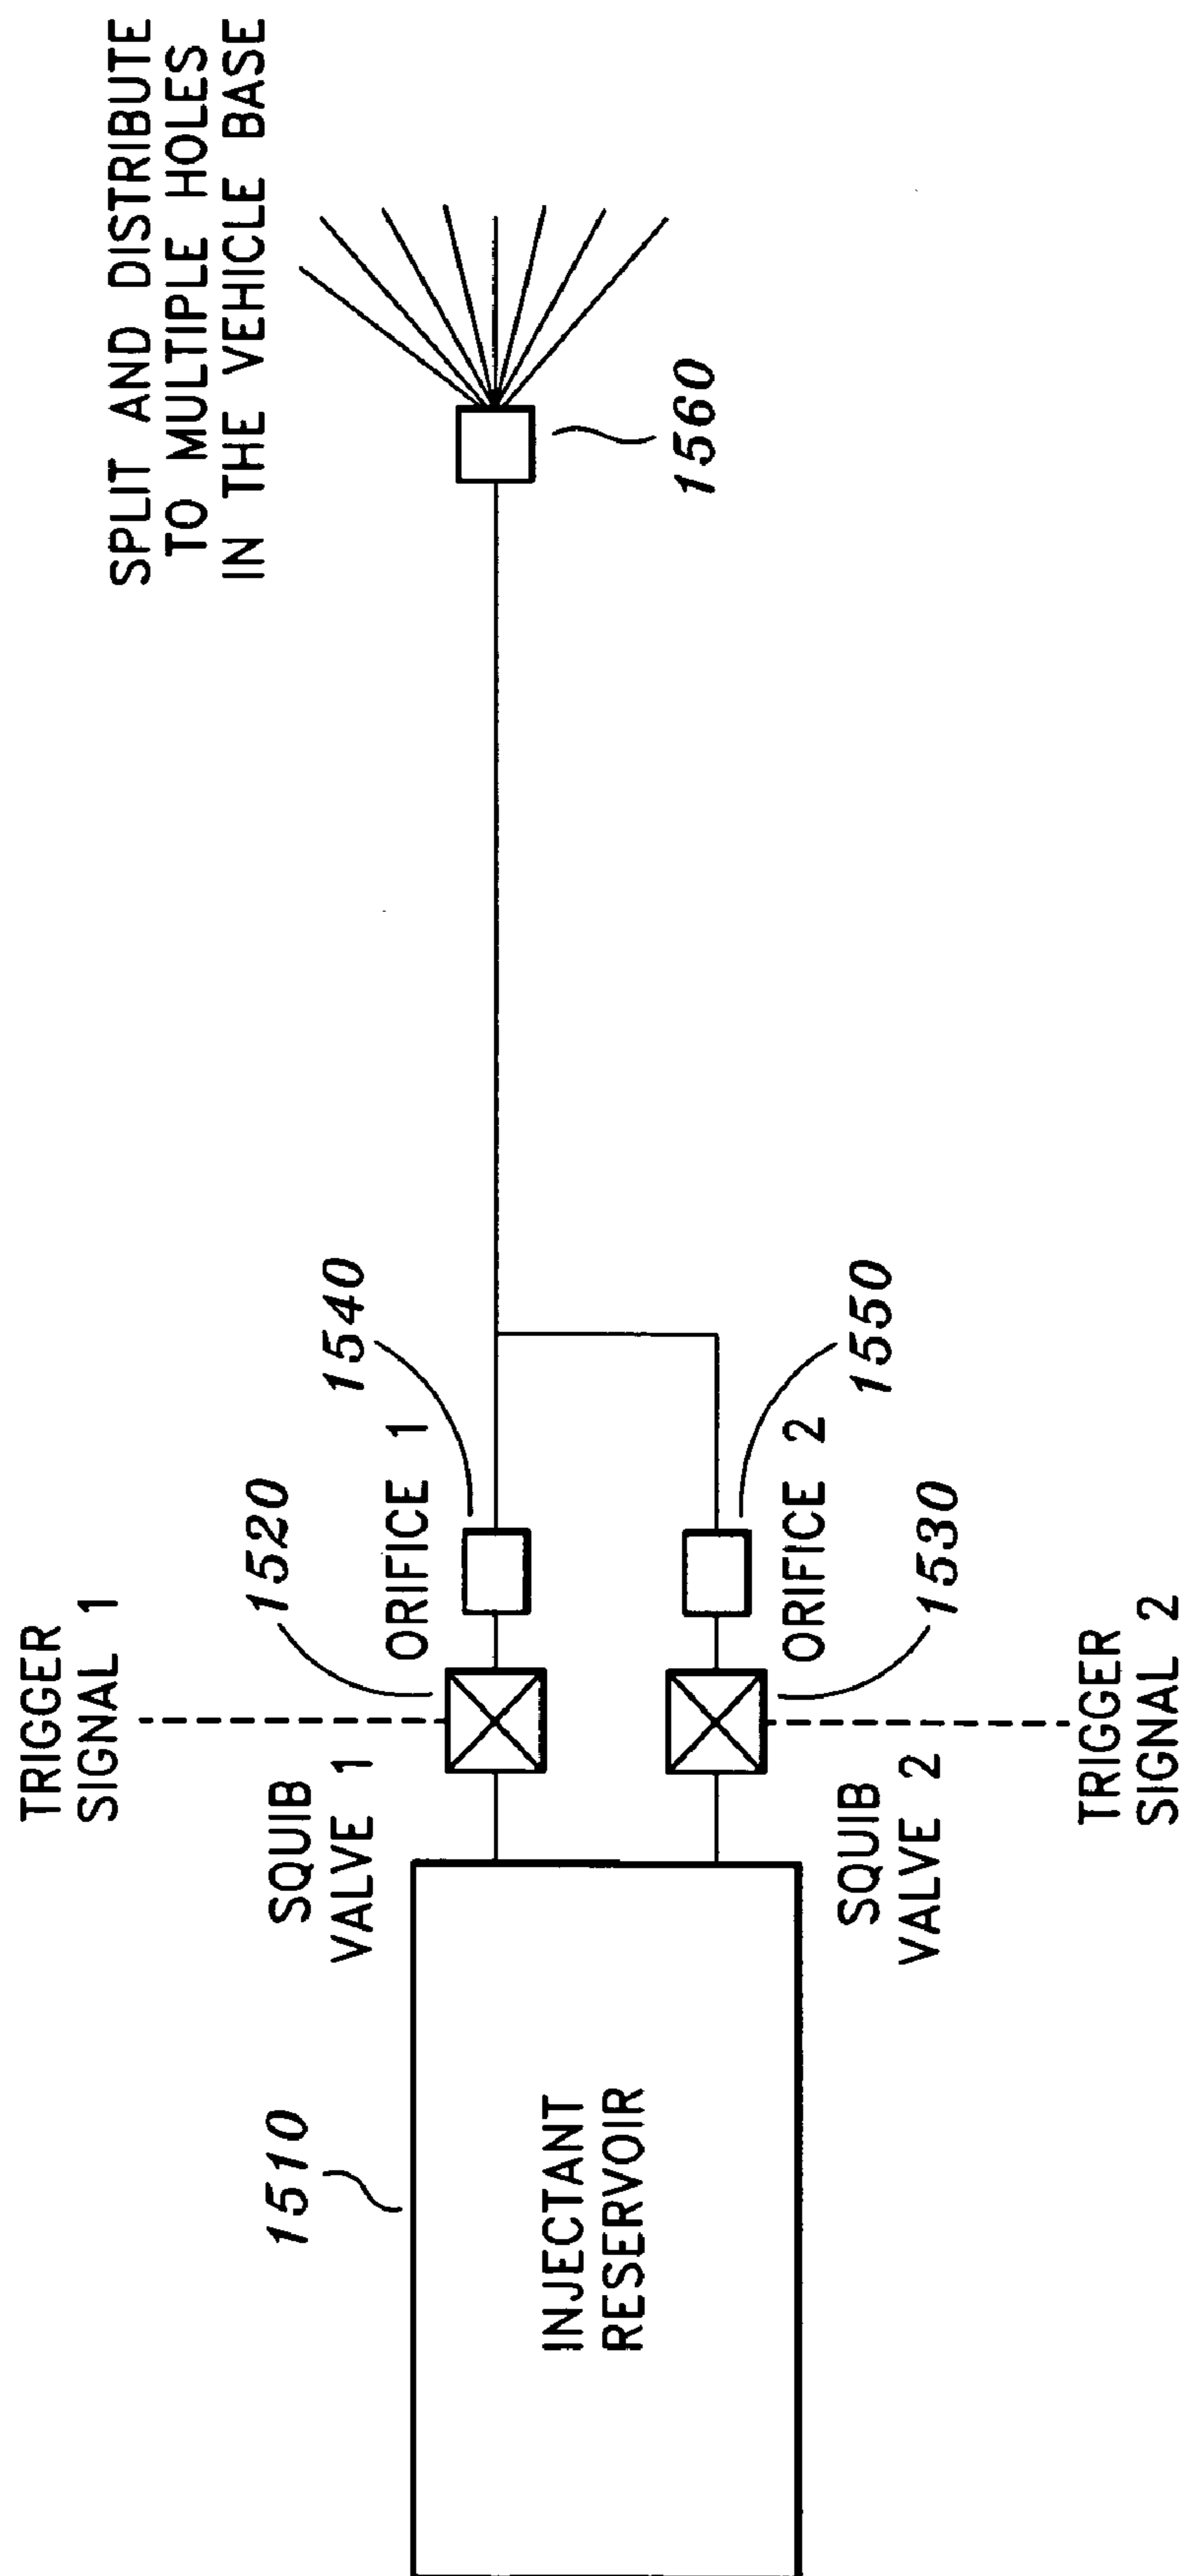 TRIGGER
SIGNAL 1
1520
SQUIB
VALVE 1
ORIFICE 1
1540
SPLIT AND DISTRIBUTE
TO MULTIPLE HOLES
IN THE VEHICLE BASE
1510
INJECTANT
RESERVOIR
1560
SQUIB
VALVE 2
ORIFICE 2
1550
1530
TRIGGER
SIGNAL 2